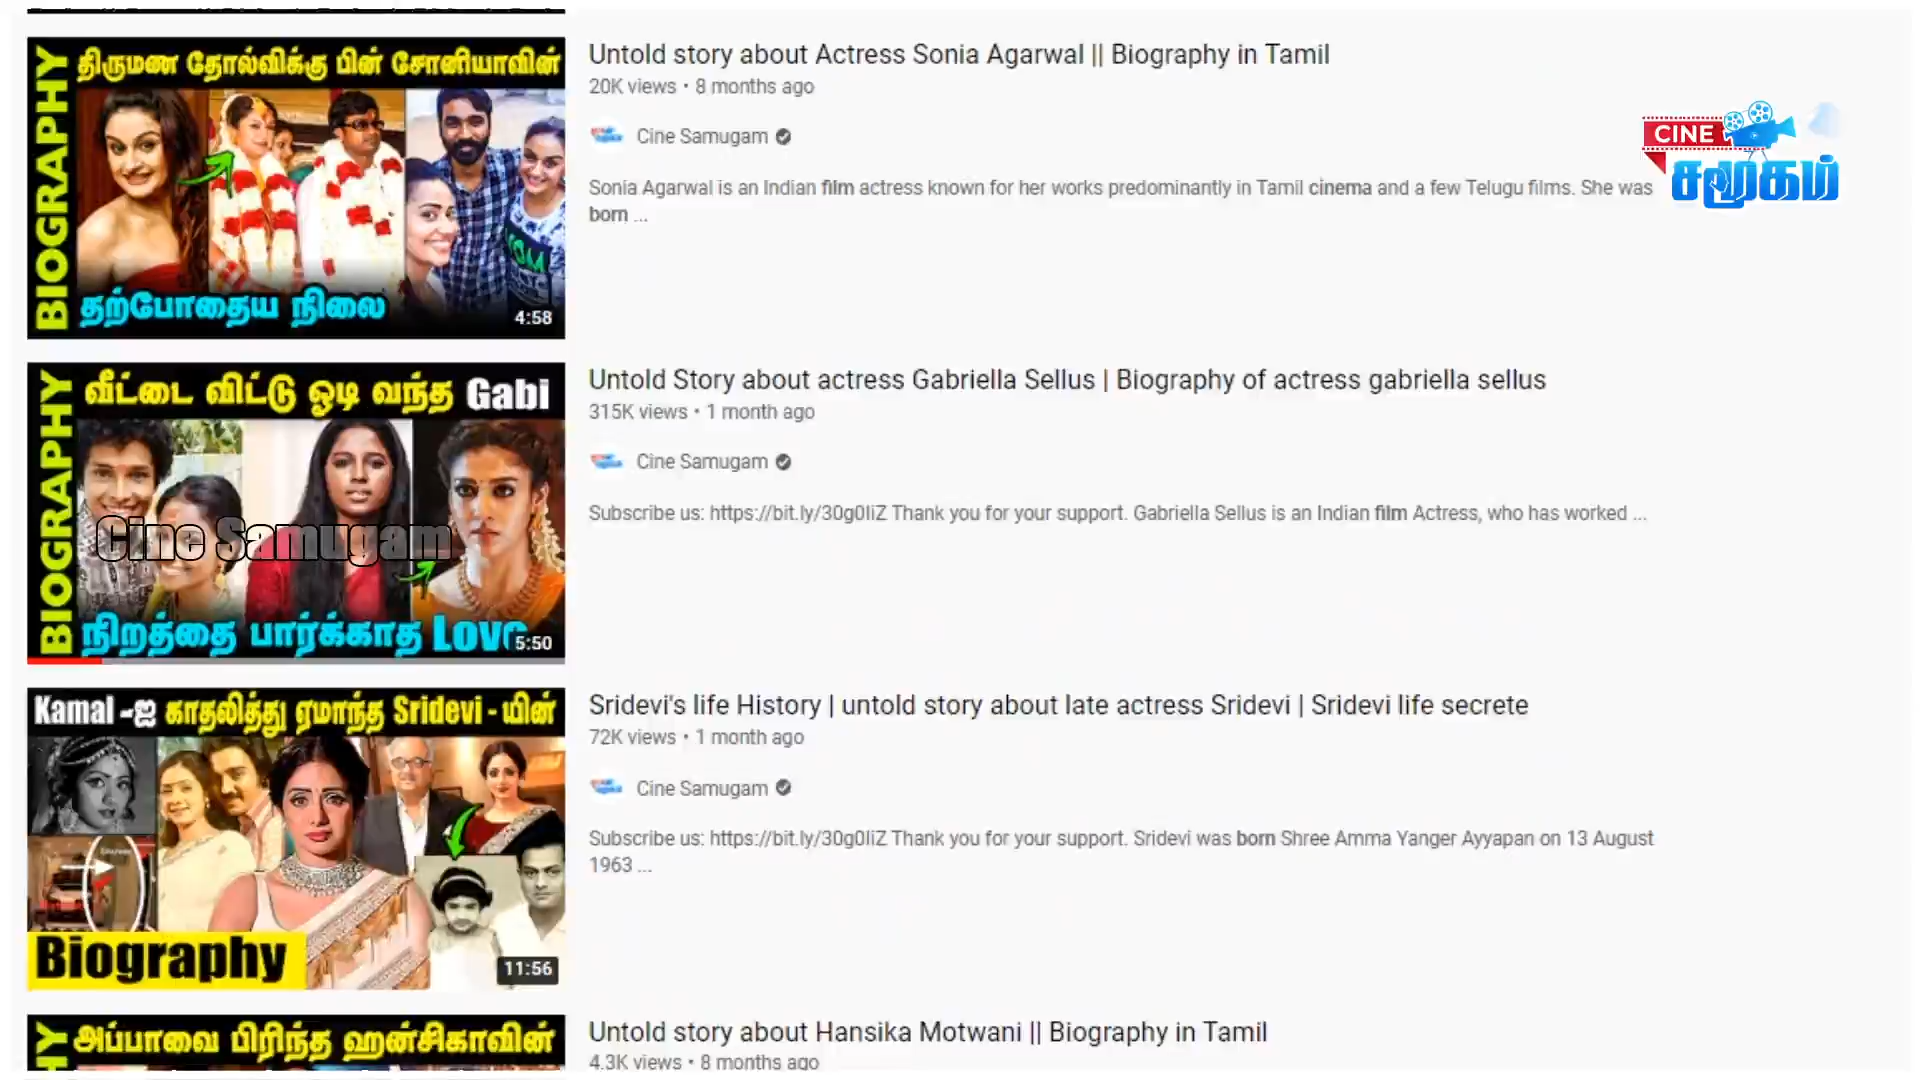 திருமண தோல்விக்கு பின் சோனியாவின்
BIOGRAPHY
தற்போதைய நிலை
4:58
Untold story about Actress Sonia Agarwal || Biography in Tamil
20K views • 8 months ago
Cine Samugam
Sonia Agarwal is an Indian film actress known for her works predominantly in Tamil cinema and a few Telugu films. She was
born ...
CINE
சமூகம்
வீட்டை விட்டு ஓடி வந்த Gabi
BIOGRAPHY
Cine Samugam
நிறத்தை பார்க்காத Love
5:50
Untold Story about actress Gabriella Sellus | Biography of actress gabriella sellus
315K views • 1 month ago
Cine Samugam
Subscribe us: https://bit.ly/30g0IiZ Thank you for your support. Gabriella Sellus is an Indian film Actress, who has worked ...
Kamal -ஐ காதலித்து ஏமாந்த Sridevi - யின்
Biography
11:56
Sridevi's life History | untold story about late actress Sridevi | Sridevi life secrete
72K views • 1 month ago
Cine Samugam
Subscribe us: https://bit.ly/30g0IiZ Thank you for your support. Sridevi was born Shree Amma Yanger Ayyapan on 13 August
1963 ...
அப்பாவை பிரிந்த ஹன்சிகாவின்
HY
Untold story about Hansika Motwani || Biography in Tamil
4.3K views • 8 months ago